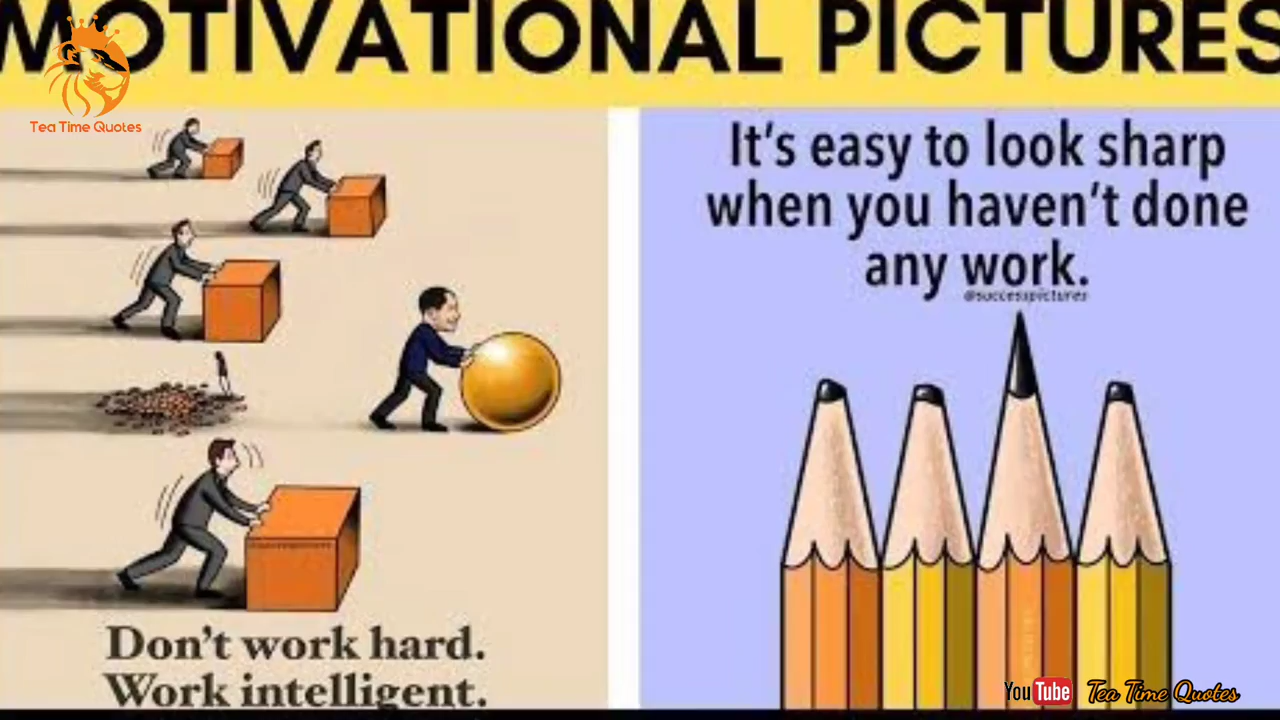 MOTIVATIONAL PICTURES
Tea Time Quotes
Don't work hard.
Work intelligent.
It's easy to look sharp
when you haven't done
any work.
@successpictures
YouTube Tea Time Quotes